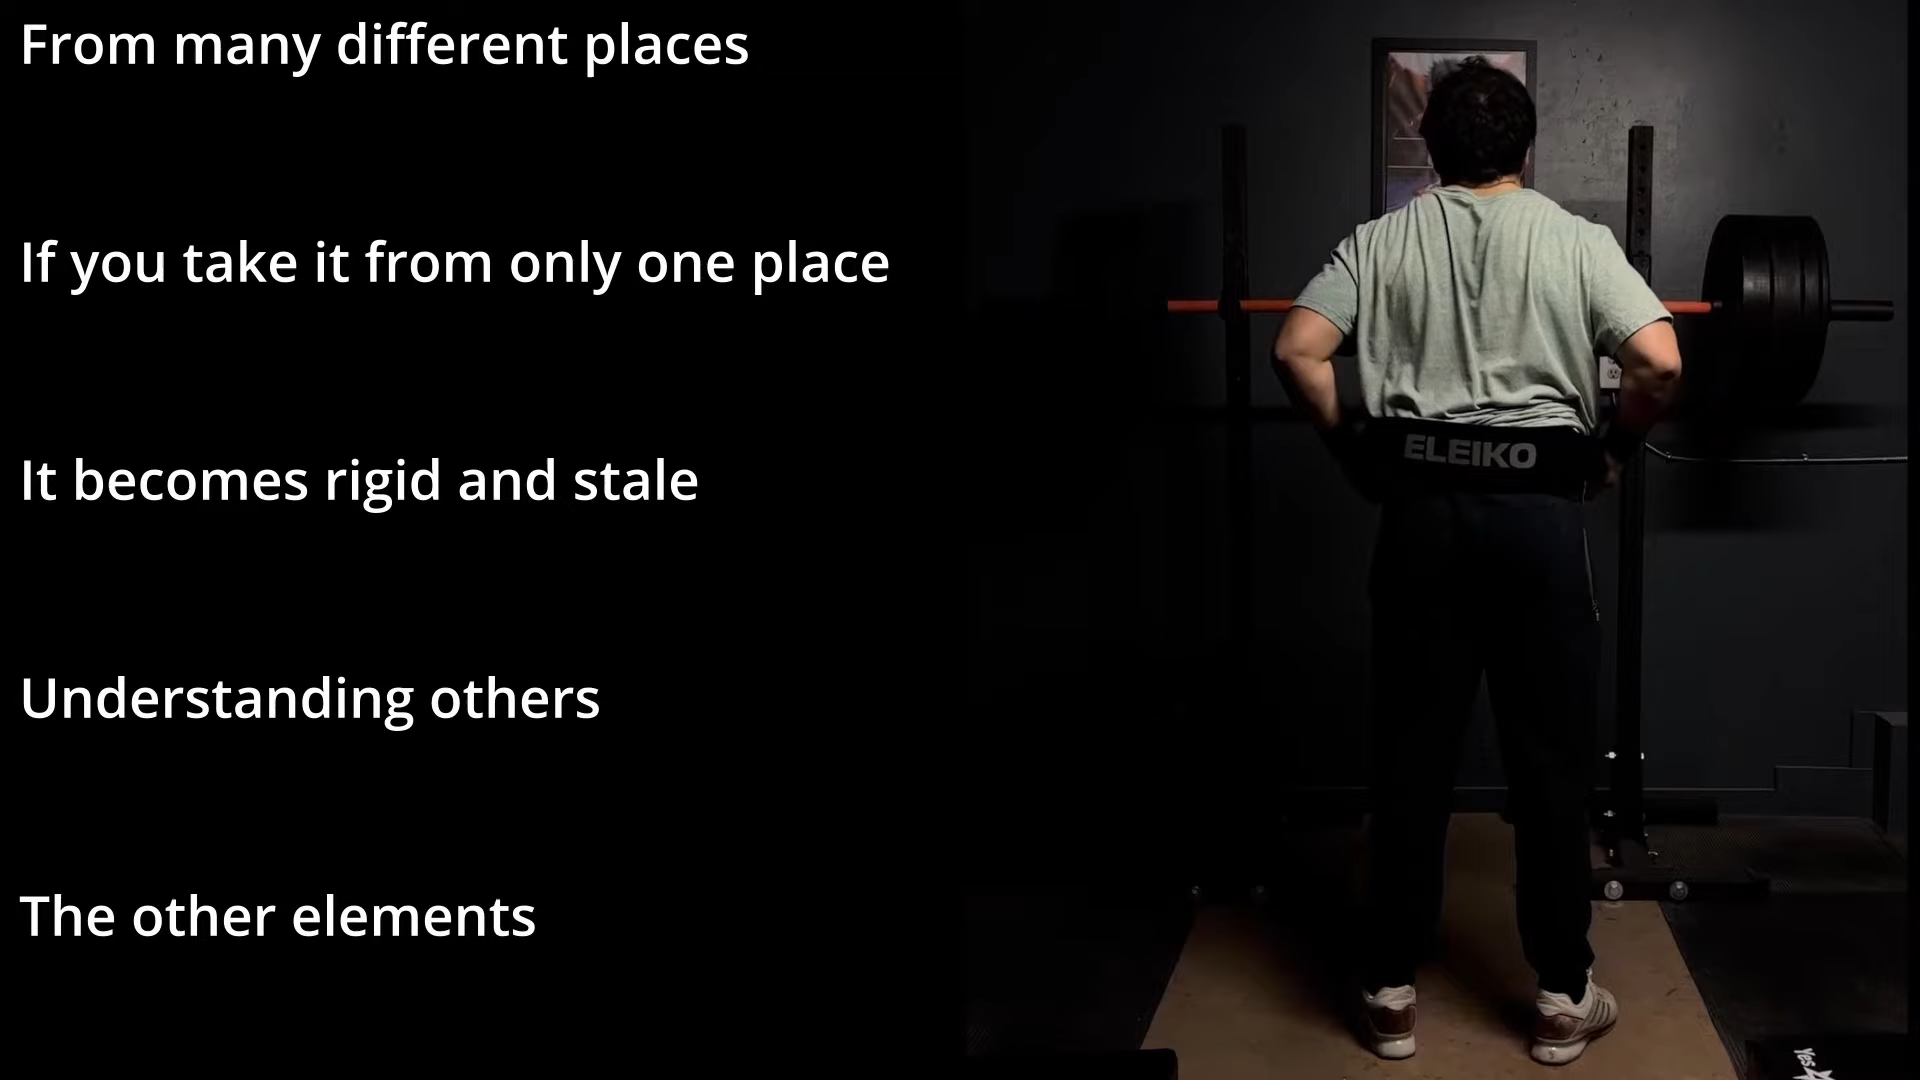 From many different places
If you take it from only one place
It becomes rigid and stale
Understanding others
The other elements
ELEIKO
Yes